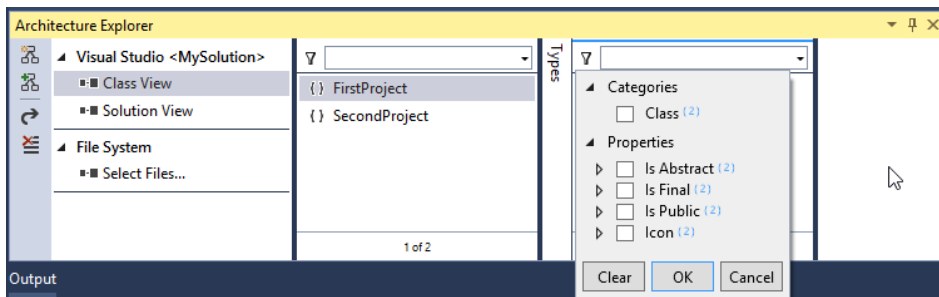 Architecture Explorer
Visual Studio <MySolution>
Class View
Solution View
File System
Select Files...
{ } FirstProject
{ } SecondProject
1 of 2
Types
Categories
Class (2)
Properties
Is Abstract (2)
Is Final (2)
Is Public (2)
Icon (2)
Clear OK Cancel
Output